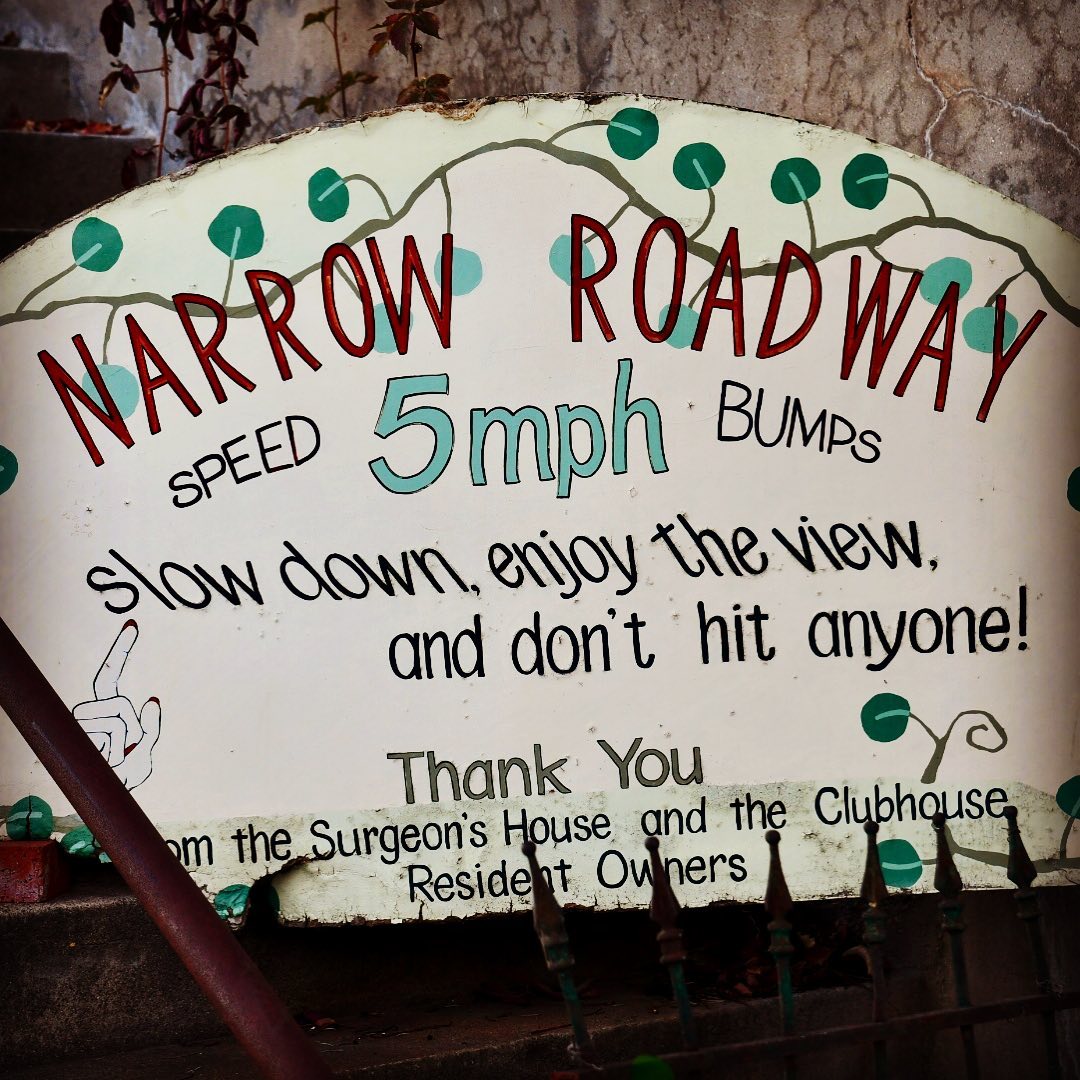 NARROW ROADWAY
SPEED 5mph BUMPS
slow down, enjoy the view,
and don't hit anyone!
Thank You
the Surgeon's House and the Clubhouse
Resident Owners